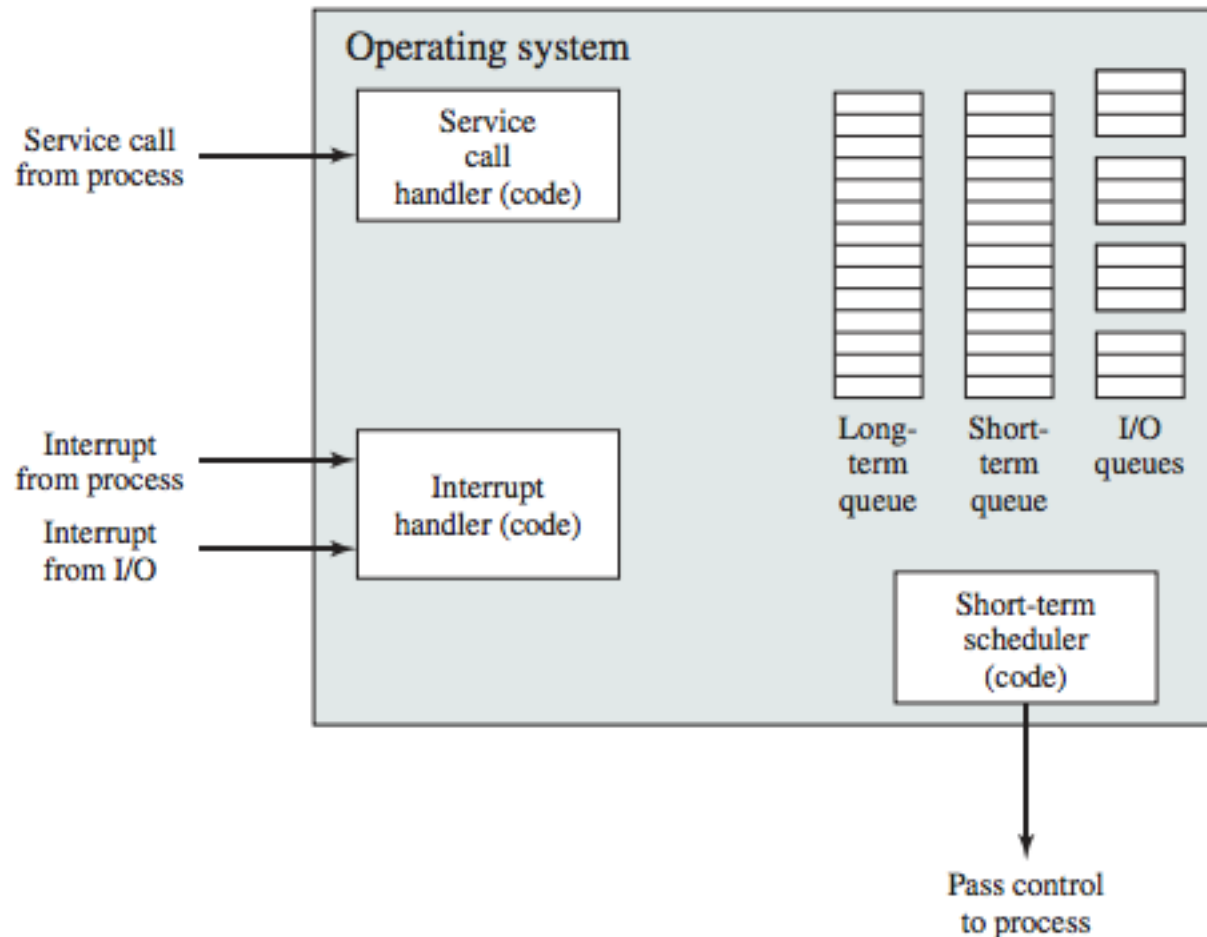 Operating system
Service call
from process
Service
call
handler (code)
Interrupt
from process
Interrupt
from I/O
Interrupt
handler (code)
Long-
term
queue
Short-
term
queue
I/O
queues
Short-term
scheduler
(code)
Pass control
to process